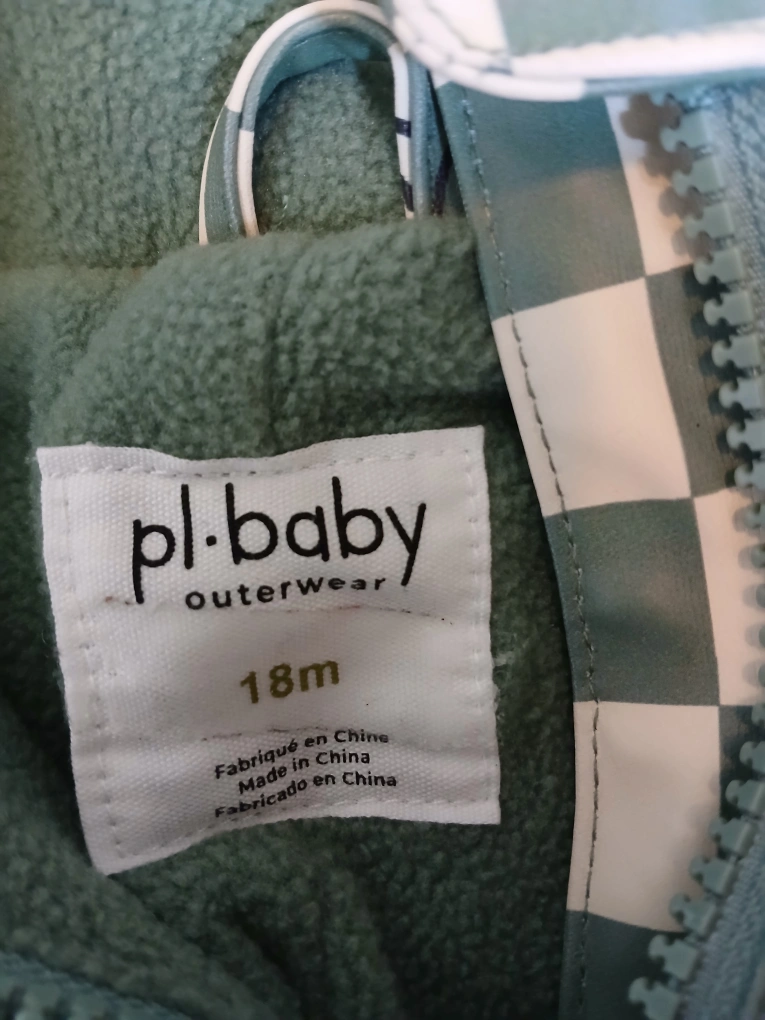 pl·baby
outerwear
18m
Fabriqué en Chine
Made in China
Fabricado en China